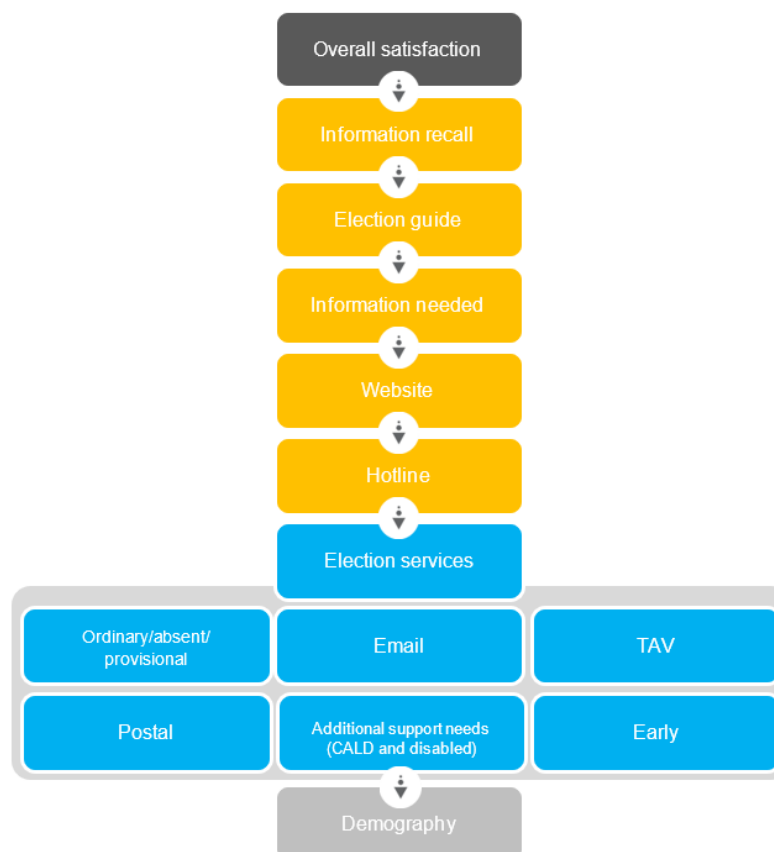 Overall satisfaction
Information recall
Election guide
Information needed
Website
Hotline
Election services
Ordinary/absent/
provisional
Email
TAV
Postal
Additional support needs
(CALD and disabled)
Early
Demography